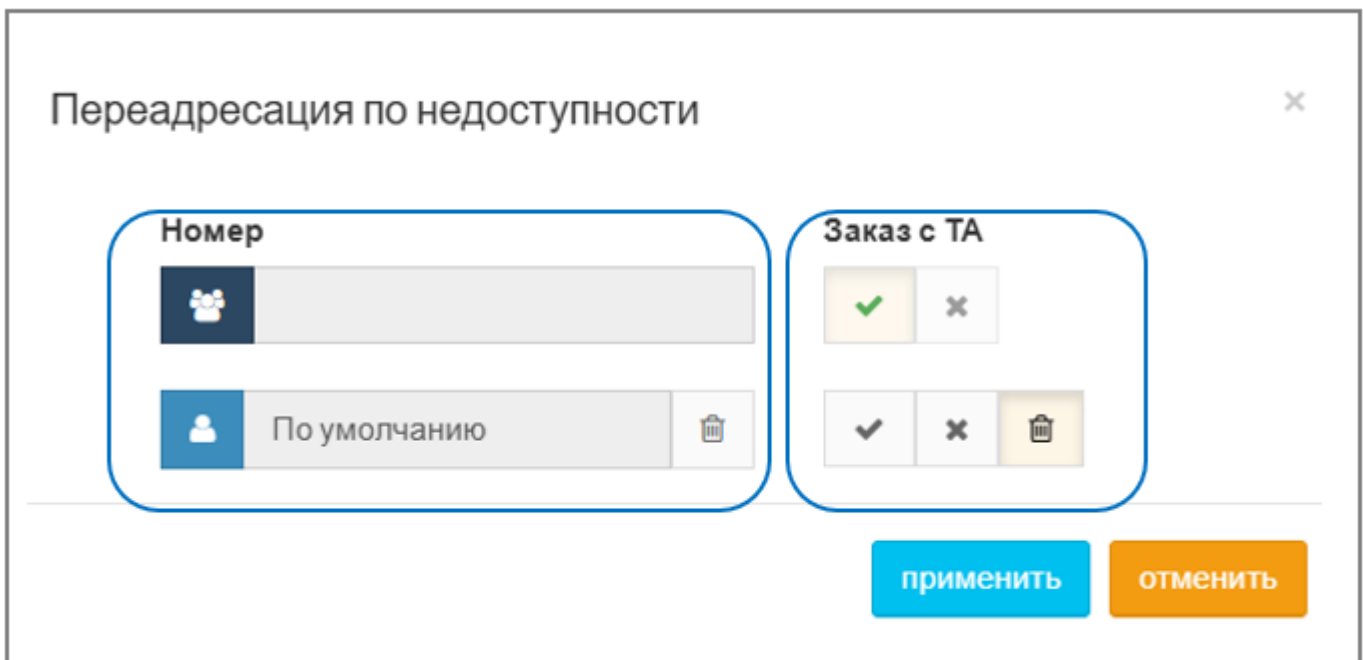 Переадресация по недоступности
Номер
Заказ с ТА
По умолчанию
применить
отменить